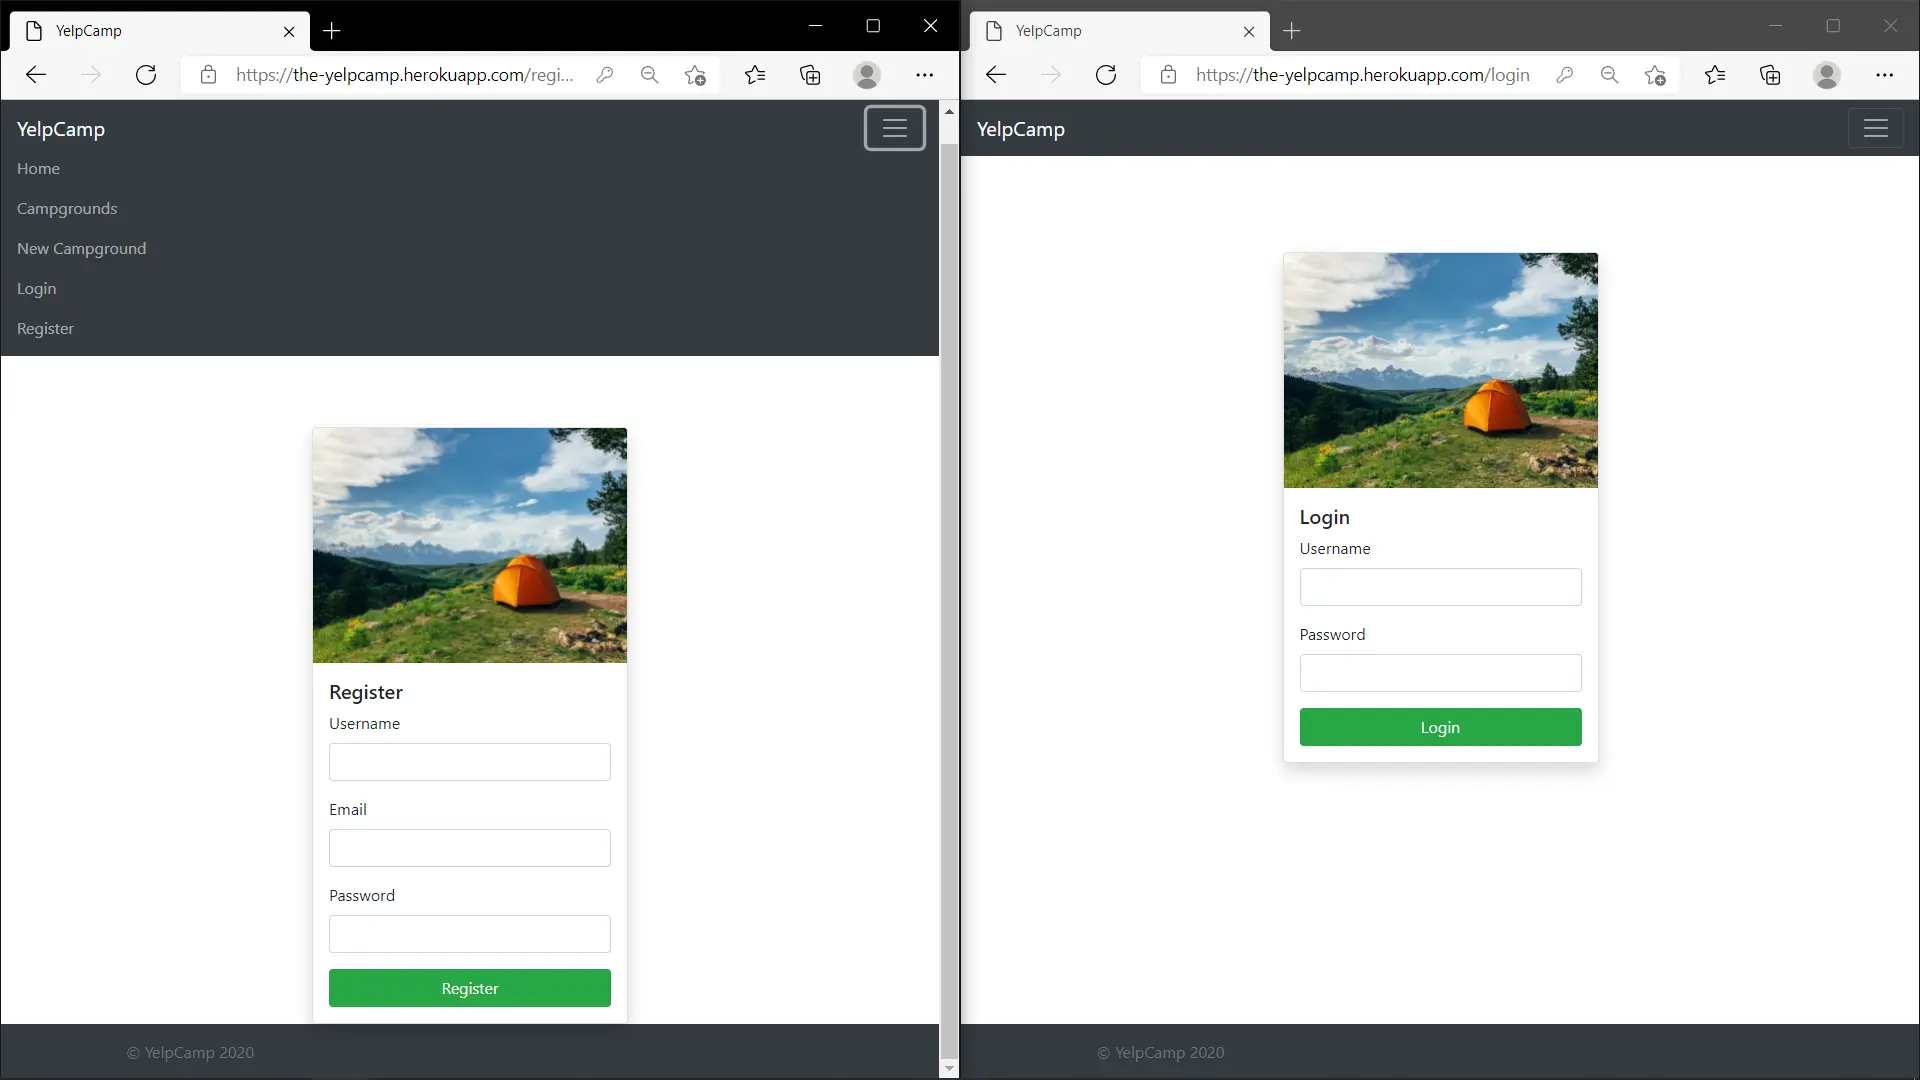 YelpCamp
https://the-yelpcamp.herokuapp.com/regi...
YelpCamp
Home
Campgrounds
New Campground
Login
Register
Register
Username
Email
Password
Register
© YelpCamp 2020
YelpCamp
https://the-yelpcamp.herokuapp.com/login
YelpCamp
Login
Username
Password
Login
© YelpCamp 2020